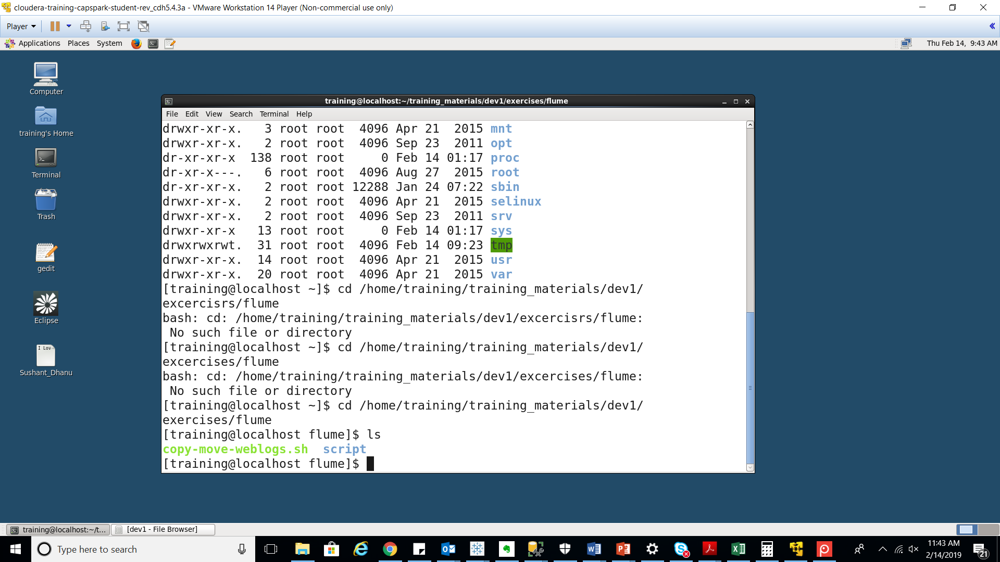 cloudera-training-capspark-student-rev_cdh5.4.3a - VMware Workstation 14 Player (Non-commercial use only)
Player
Applications Places System
Thu Feb 14, 9:43 AM
Computer
training's Home
Terminal
Trash
gedit
Eclipse
I Lov
Sushant_Dhanu
training@localhost:~/training_materials/dev1/exercises/flume
File Edit View Search Terminal Help
drwxr-xr-x.   3 root root  4096 Apr 21  2015 mnt
drwxr-xr-x.   2 root root  4096 Sep 23  2011 opt
dr-xr-xr-x  138 root root     0 Feb 14 01:17 proc
dr-xr-x---.   6 root root  4096 Aug 27  2015 root
dr-xr-xr-x.   2 root root 12288 Jan 24 07:22 sbin
drwxr-xr-x.   2 root root  4096 Apr 21  2015 selinux
drwxr-xr-x.   2 root root  4096 Sep 23  2011 srv
drwxr-xr-x   13 root root     0 Feb 14 01:17 sys
drwxrwxrwt.  31 root root  4096 Feb 14 09:23 tmp
drwxr-xr-x.  14 root root  4096 Apr 21  2015 usr
drwxr-xr-x.  20 root root  4096 Apr 21  2015 var
[training@localhost ~]$ cd /home/training/training_materials/dev1/
excercisrs/flume
bash: cd: /home/training/training_materials/dev1/excercisrs/flume:
 No such file or directory
[training@localhost ~]$ cd /home/training/training_materials/dev1/
excercises/flume
bash: cd: /home/training/training_materials/dev1/excercises/flume:
 No such file or directory
[training@localhost ~]$ cd /home/training/training_materials/dev1/
exercises/flume
[training@localhost flume]$ ls
copy-move-weblogs.sh  script
[training@localhost flume]$
training@localhost:~/t... [dev1 - File Browser]
Type here to search
11:43 AM
2/14/2019
21